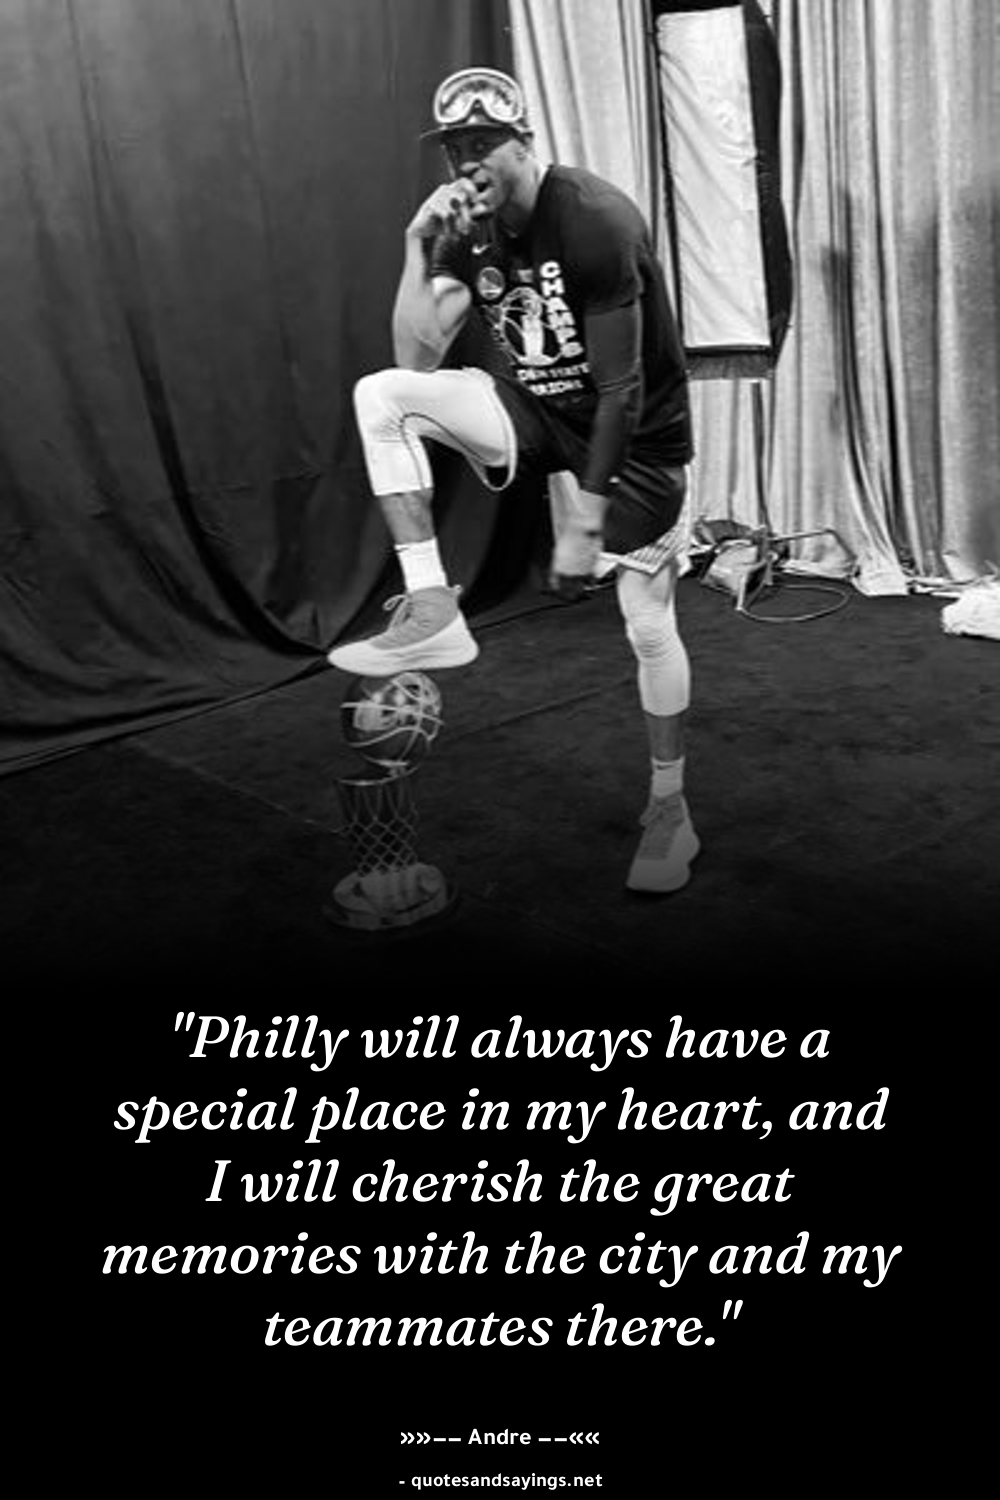 CHAMPS
"Philly will always have a
special place in my heart, and
I will cherish the great
memories with the city and my
teammates there."
»»−− Andre −−««
- quotesandsayings.net